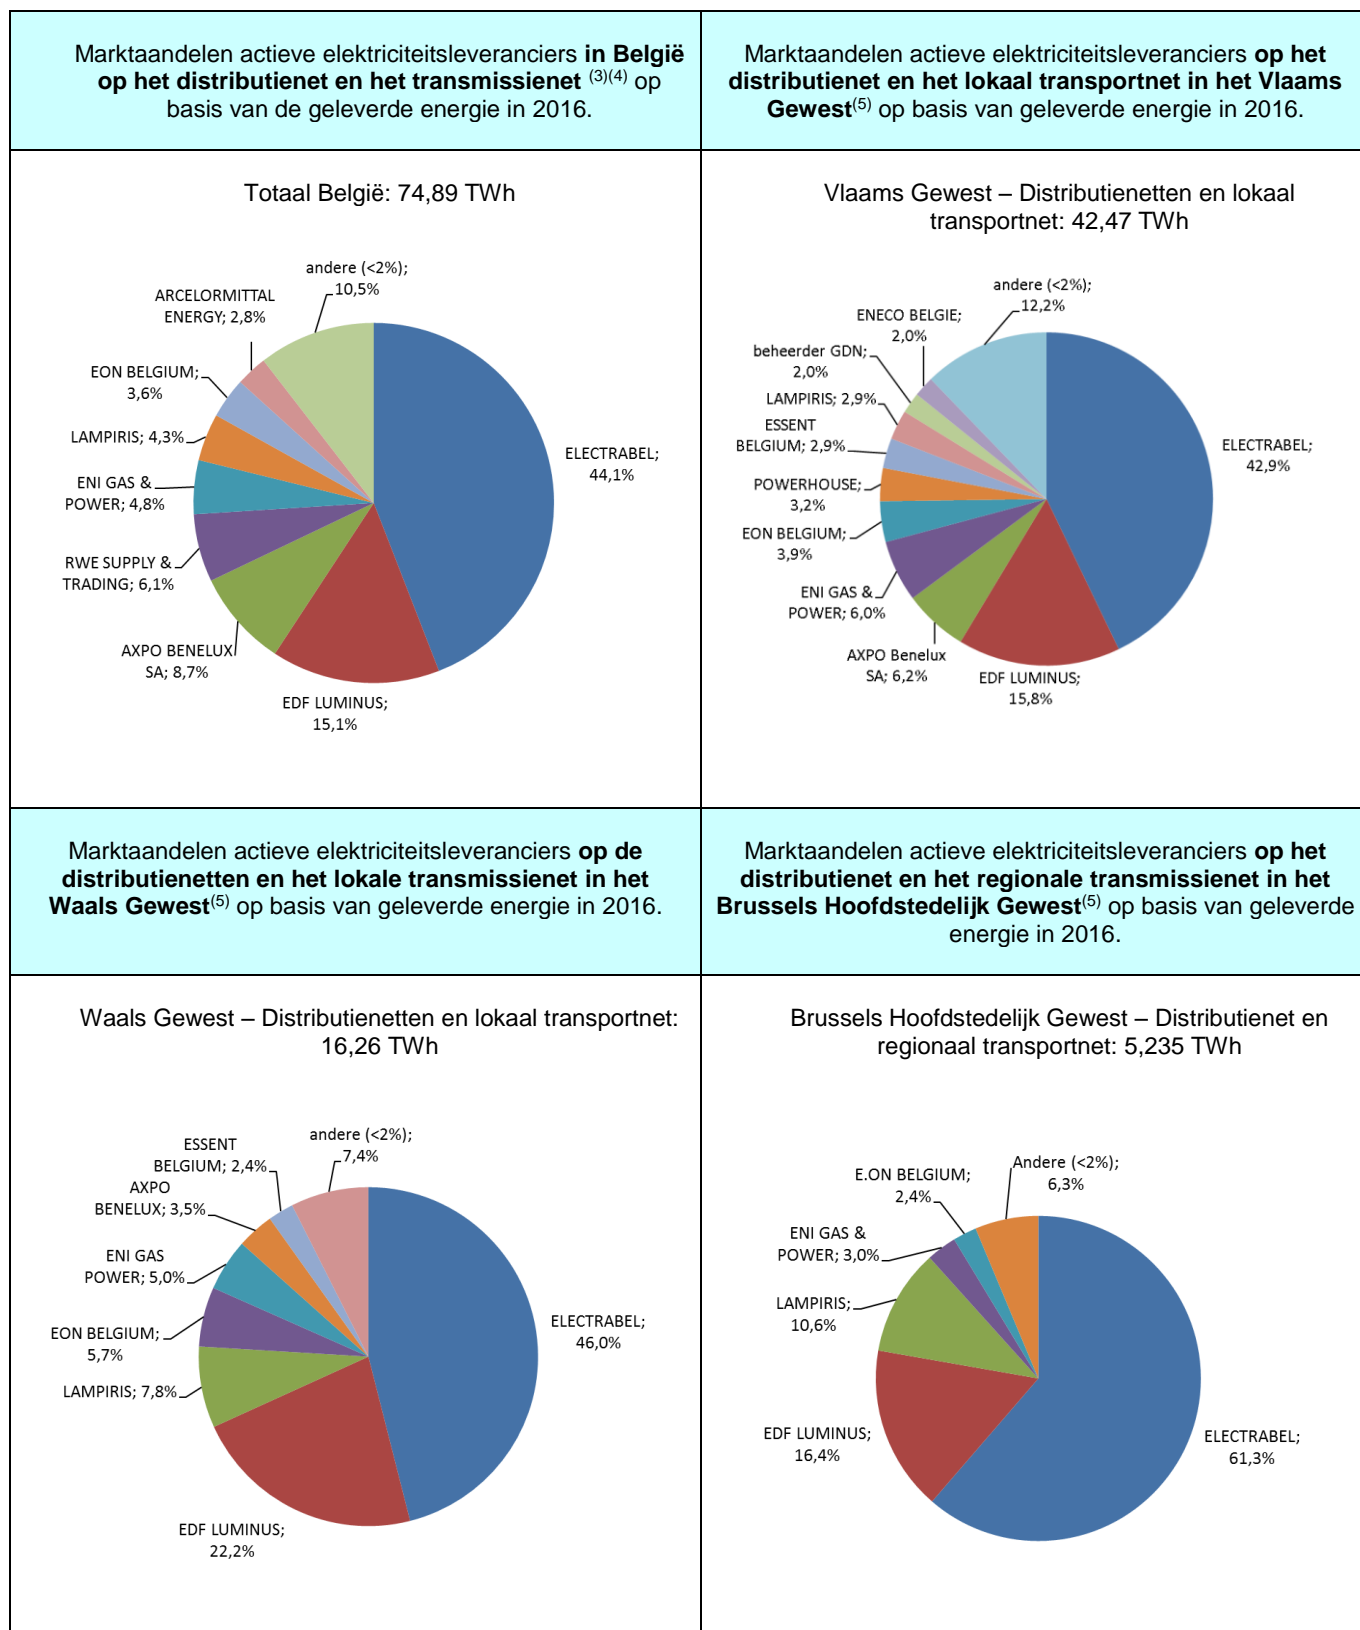 Marktaandelen actieve elektriciteitsleveranciers in België
op het distributienet en het transmissienet (3)(4) op
basis van de geleverde energie in 2016.
Marktaandelen actieve elektriciteitsleveranciers op het
distributienet en het lokaal transportnet in het Vlaams
Gewest(5) op basis van geleverde energie in 2016.
Totaal België: 74,89 TWh
andere (<2%);
10,5%
ARCELORMITTAL
ENERGY; 2,8%
EON BELGIUM;
3,6%
LAMPIRIS; 4,3%
ENI GAS &
POWER; 4,8%
RWE SUPPLY &
TRADING; 6,1%
AXPO BENELUX
SA; 8,7%
EDF LUMINUS;
15,1%
ELECTRABEL;
44,1%
Vlaams Gewest – Distributienetten en lokaal
transportnet: 42,47 TWh
andere (<2%);
12,2%
ENECO BELGIE;
2,0%
beheerder GDN;
2,0%
LAMPIRIS; 2,9%
ESSENT
BELGIUM; 2,9%
POWERHOUSE;
3,2%
EON BELGIUM;
3,9%
ENI GAS &
POWER; 6,0%
AXPO Benelux
SA; 6,2%
EDF LUMINUS;
15,8%
ELECTRABEL;
42,9%
Marktaandelen actieve elektriciteitsleveranciers op de
distributienetten en het lokale transmissienet in het
Waals Gewest(5) op basis van geleverde energie in 2016.
Marktaandelen actieve elektriciteitsleveranciers op het
distributienet en het regionale transmissienet in het
Brussels Hoofdstedelijk Gewest(5) op basis van geleverde
energie in 2016.
Waals Gewest – Distributienetten en lokaal transportnet:
16,26 TWh
andere (<2%);
7,4%
ESSENT
BELGIUM; 2,4%
AXPO
BENELUX; 3,5%
ENI GAS
POWER; 5,0%
EON BELGIUM;
5,7%
LAMPIRIS; 7,8%
EDF LUMINUS;
22,2%
ELECTRABEL;
46,0%
Brussels Hoofdstedelijk Gewest – Distributienet en
regionaal transportnet: 5,235 TWh
Andere (<2%);
6,3%
E.ON BELGIUM;
2,4%
ENI GAS &
POWER; 3,0%
LAMPIRIS;
10,6%
EDF LUMINUS;
16,4%
ELECTRABEL;
61,3%